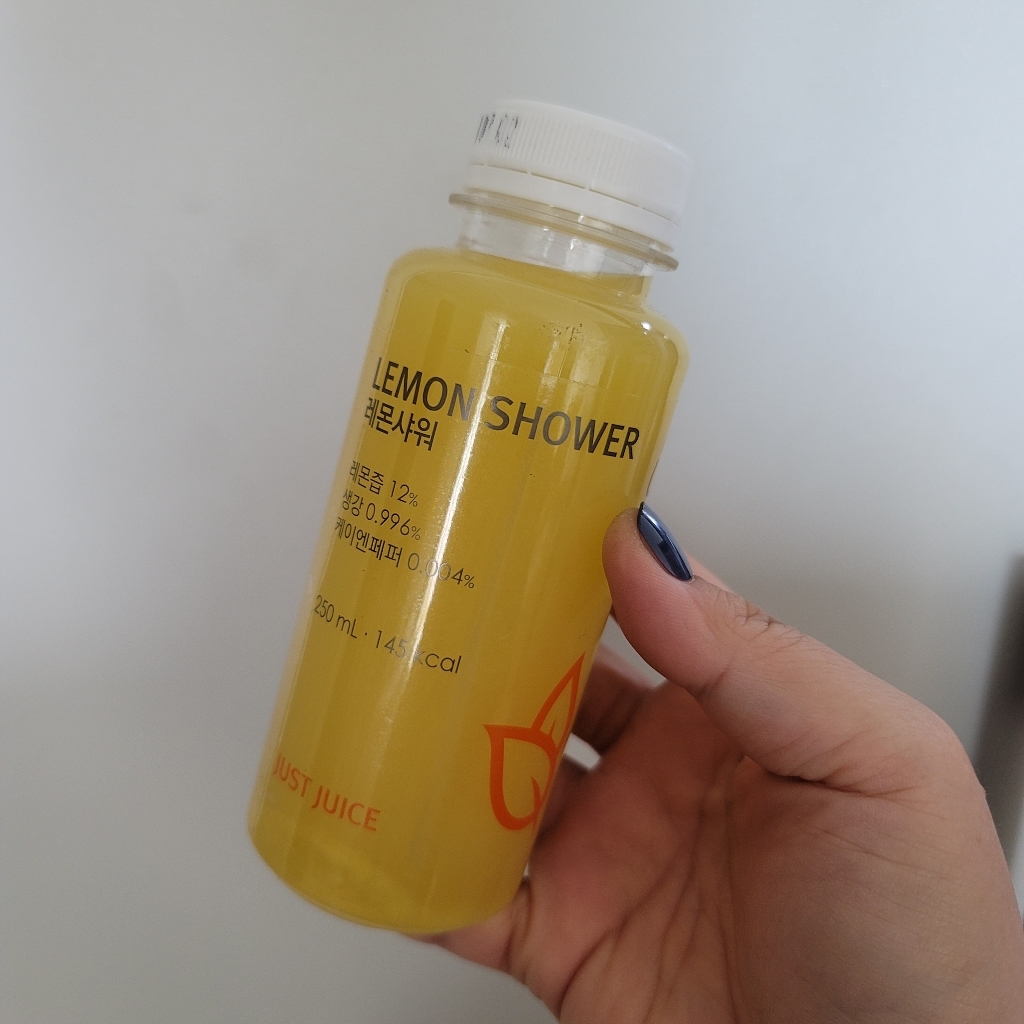 LEMON SHOWER
레몬샤워
레몬즙 12%
생강 0.996%
케이엔페퍼 0.004%
250 mL · 145 kcal
JUST JUICE